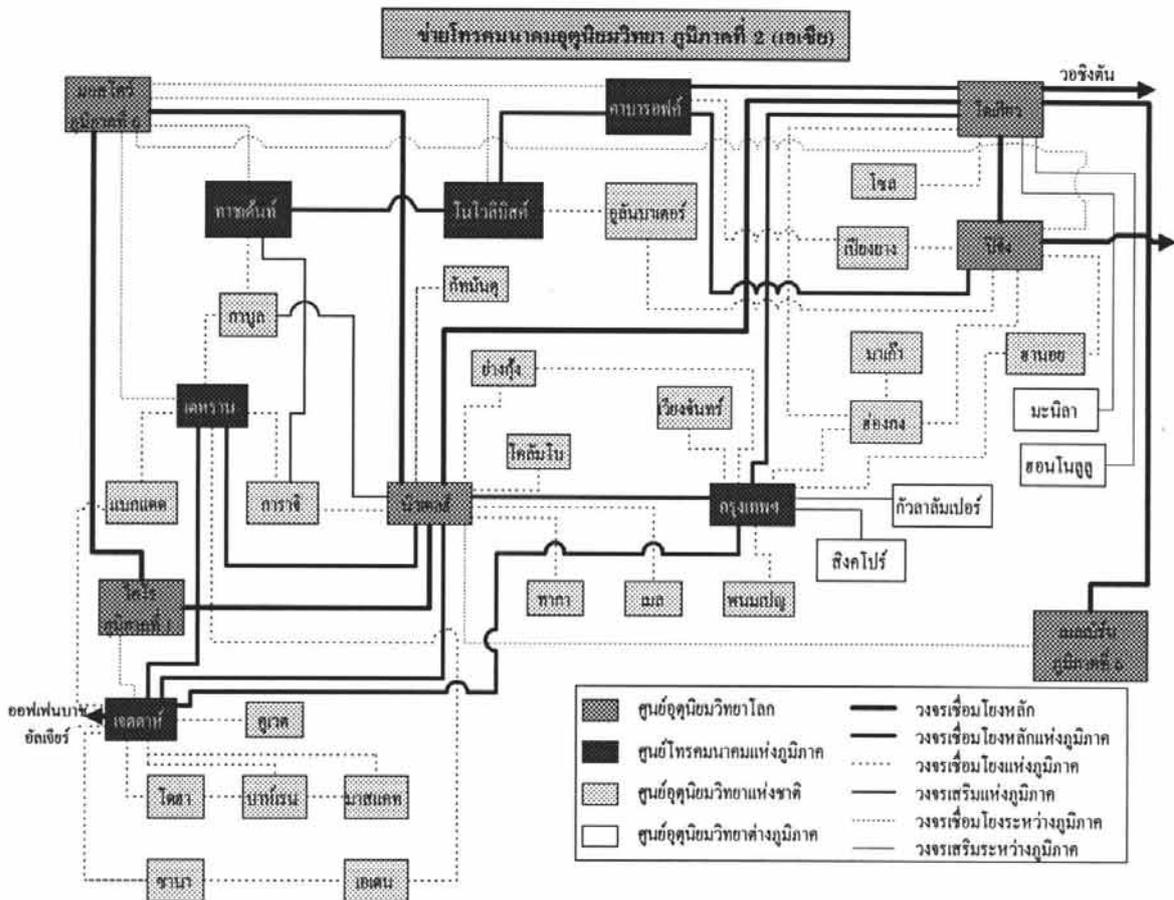 ข่ายโทรคมนาคมอุตุนิยมวิทยา ภูมิภาคที่ 2 (เอเชีย)
วอชิงตัน
มอสโคว์
ภูมิภาคที่ 6
คาบารอฟค์
โตเกียว
โซล
ทาชเค้นท์
โนโวลิบิสค์
อูลันบาเตอร์
เปียงยาง
ปักิ่ง
กัทมันดุ
กาบูล
ย่างกุ้ง
มาเก๊า
ฮานอย
เตหะราน
เวียงจันทร์
ฮ่องกง
มะนิลา
โคลัมโบ
ฮอนโนลูลู
แบกแดด
การาจี
นิวเดลี
กรุงเทพฯ
กัวลาลัมเปอร์
สิงคโปร์
ไคโร
ภูมิภาคที่ 1
ทากา
เมล
พนมเปญ
เมลเบิร์น
ภูมิภาคที่ 5
ออฟเฟนบาช
อัลเจียร์
เจดดาห์
คูเวต
โดฮา
บาห์เรน
มาสแคท
ซานา
เอเดน
ศูนย์อุตุนิยมวิทยาโลก
ศูนย์โทรคมนาคมแห่งภูมิภาค
ศูนย์อุตุนิยมวิทยาแห่งชาติ
ศูนย์อุตุนิยมวิทยาต่างภูมิภาค
วงจรเชื่อมโยงหลัก
วงจรเชื่อมโยงหลักแห่งภูมิภาค
วงจรเชื่อมโยงแห่งภูมิภาค
วงจรเสริมแห่งภูมิภาค
วงจรเชื่อมโยงระหว่างภูมิภาค
วงจรเสริมระหว่างภูมิภาค